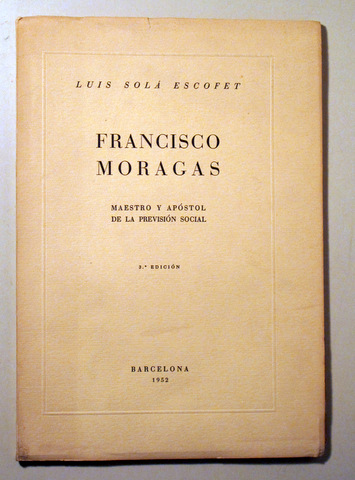 LUIS SOLÁ ESCOFET
FRANCISCO
MORAGAS
MAESTRO Y APÓSTOL
DE LA PREVISIÓN SOCIAL
2.ª EDICIÓN
BARCELONA
1952